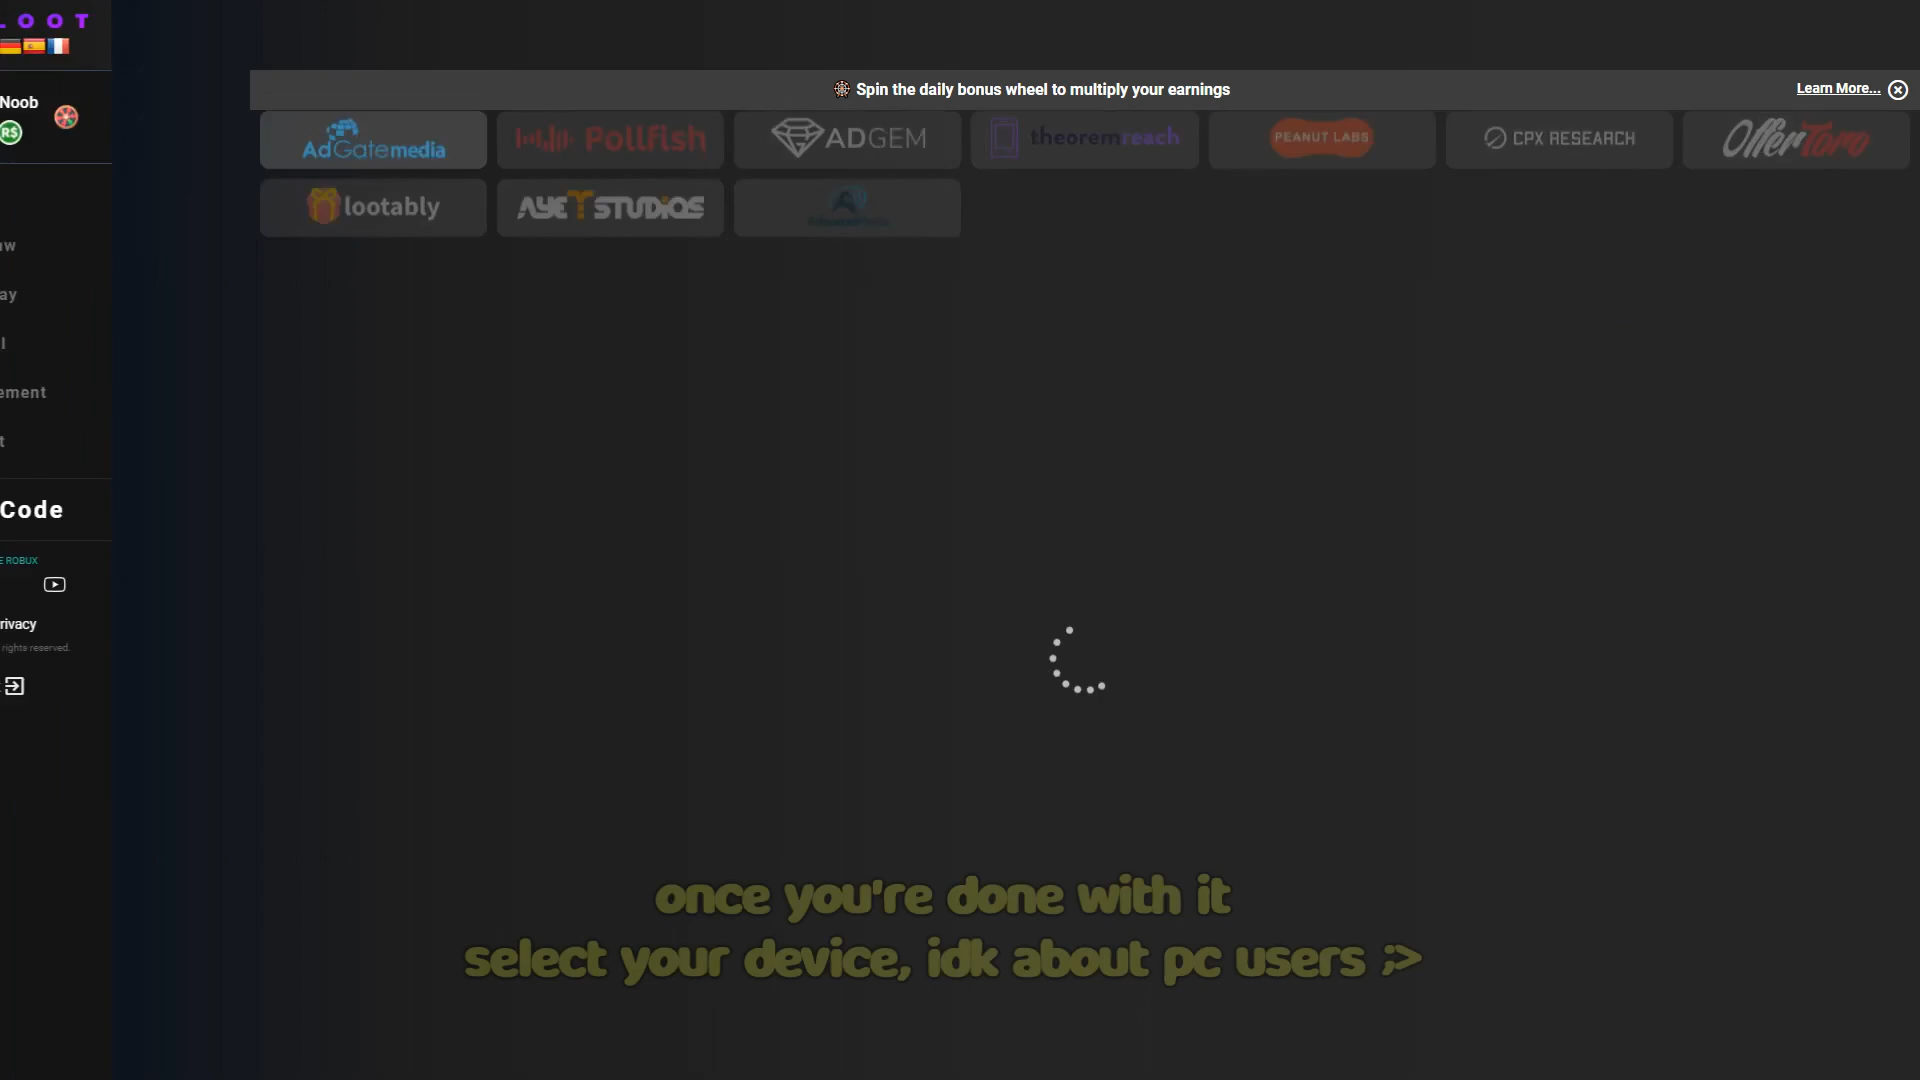 LOOT
Spin the daily bonus wheel to multiply your earnings
Learn More...
Noob
R$
AdGatemedia
Pollfish
ADGEM
theoremreach
PEANUT LABS
CPX RESEARCH
OfferToro
lootably
AYET STUDIOS
aw
ay
l
ement
t
Code
E ROBUX
rivacy
rights reserved.
once you're done with it
select your device, idk about pc users ;>